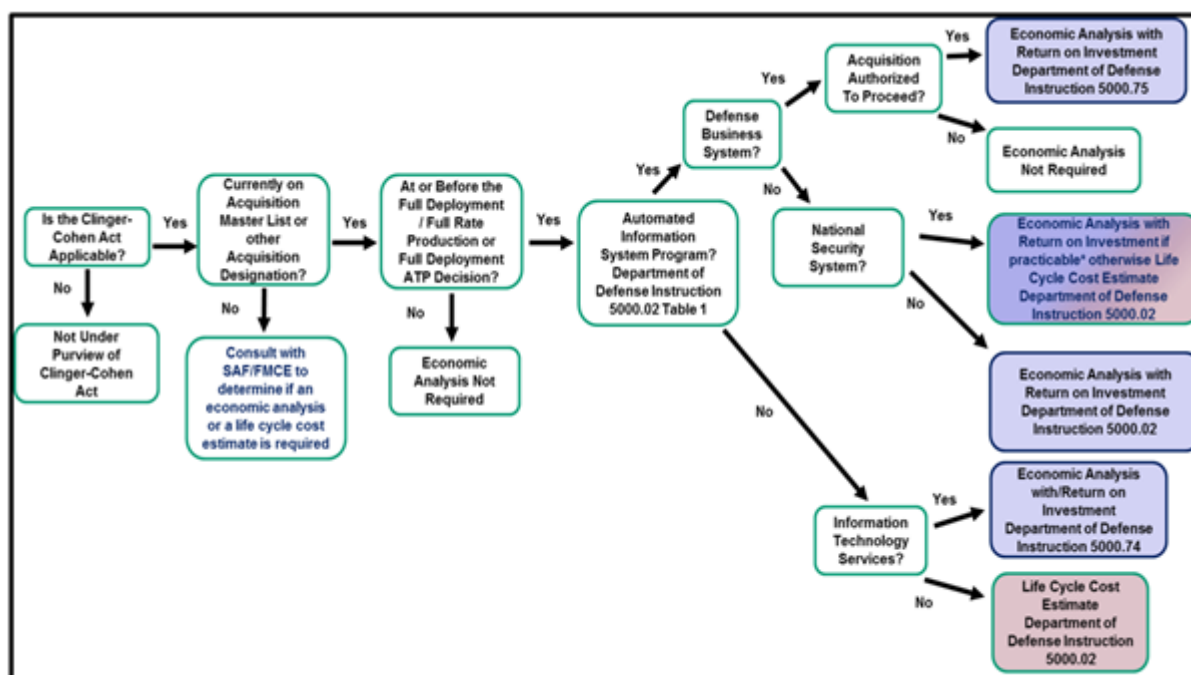 Is the Clinger-
Cohen Act
Applicable?
Yes
No
Not Under
Purview of
Clinger-Cohen
Act
Currently on
Acquisition
Master List or
other
Acquisition
Designation?
Yes
No
Consult with
SAF/FMCE to
determine if an
economic analysis
or a life cycle cost
estimate is required
At or Before the
Full Deployment
/ Full Rate
Production or
Full Deployment
ATP Decision?
Yes
No
Economic
Analysis Not
Required
Automated
Information
System Program?
Department of
Defense Instruction
5000.02 Table 1
Yes
No
Defense
Business
System?
Yes
No
Acquisition
Authorized
To Proceed?
Yes
No
Economic Analysis with
Return on Investment
Department of Defense
Instruction 5000.75
Economic Analysis
Not Required
National
Security
System?
Yes
No
Economic Analysis with
Return on Investment if
practicable* otherwise Life
Cycle Cost Estimate
Department of Defense
Instruction 5000.02
Economic Analysis with
Return on Investment
Department of Defense
Instruction 5000.02
Information
Technology
Services?
Yes
No
Economic Analysis
with/Return on
Investment
Department of Defense
Instruction 5000.74
Life Cycle Cost
Estimate
Department of
Defense Instruction
5000.02